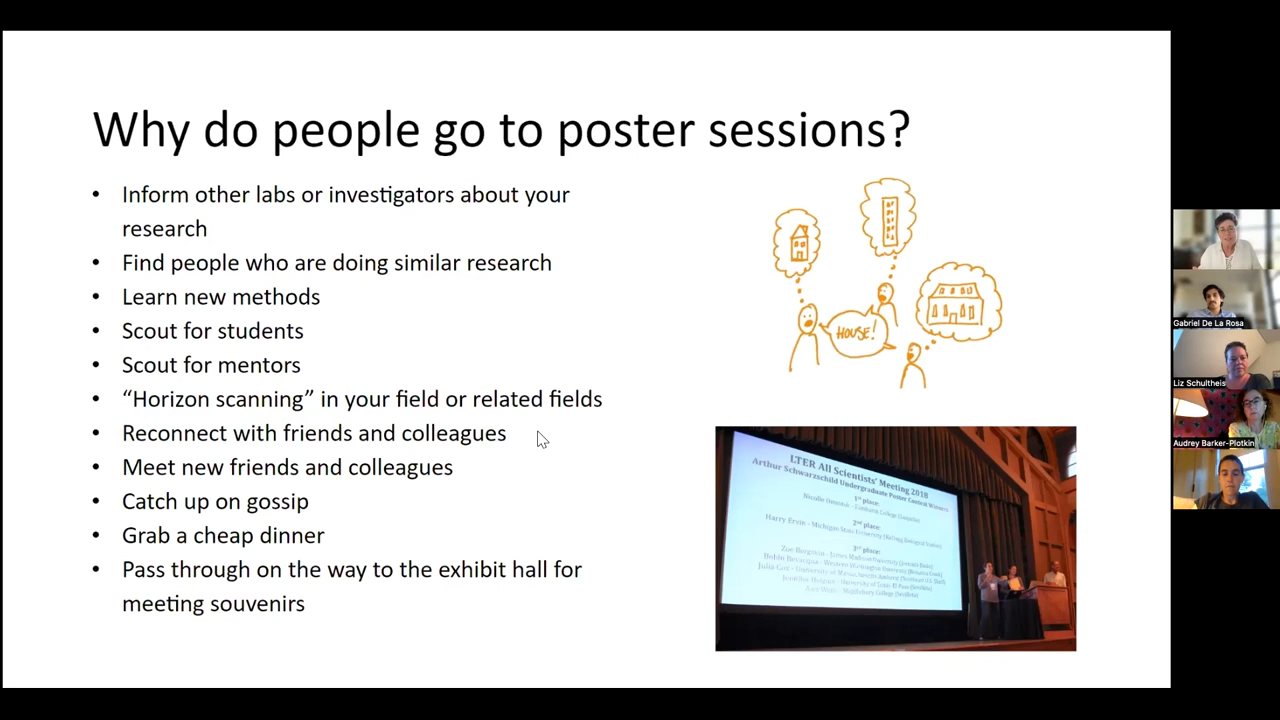 Why do people go to poster sessions?
• Inform other labs or investigators about your
research
• Find people who are doing similar research
• Learn new methods
• Scout for students
• Scout for mentors
• “Horizon scanning” in your field or related fields
• Reconnect with friends and colleagues
• Meet new friends and colleagues
• Catch up on gossip
• Grab a cheap dinner
• Pass through on the way to the exhibit hall for
meeting souvenirs
HOUSE!
LTER All Scientists' Meeting 2018
Arthur Schwarzschild Undergraduate Poster Contest Winners
1st place:
2nd place:
Harry Ervin - Michigan State University
3rd place:
Gabriel De La Rosa
Liz Schultheis
Audrey Barker-Plotkin